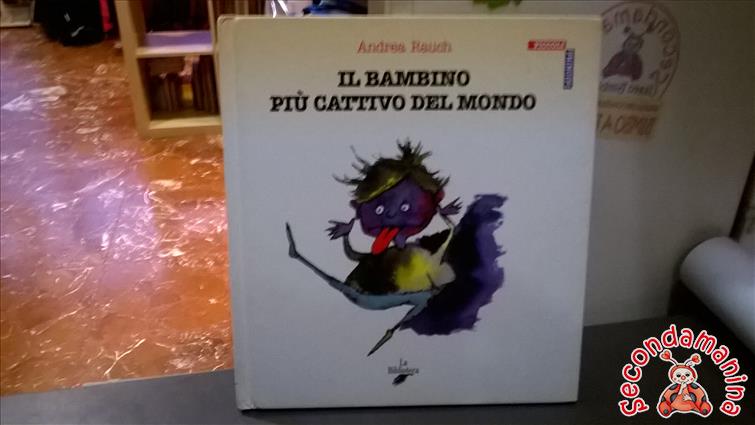 Andrea Rauch
IL BAMBINO
PIÙ CATTIVO DEL MONDO
La
Biblioteca
Secondamanina